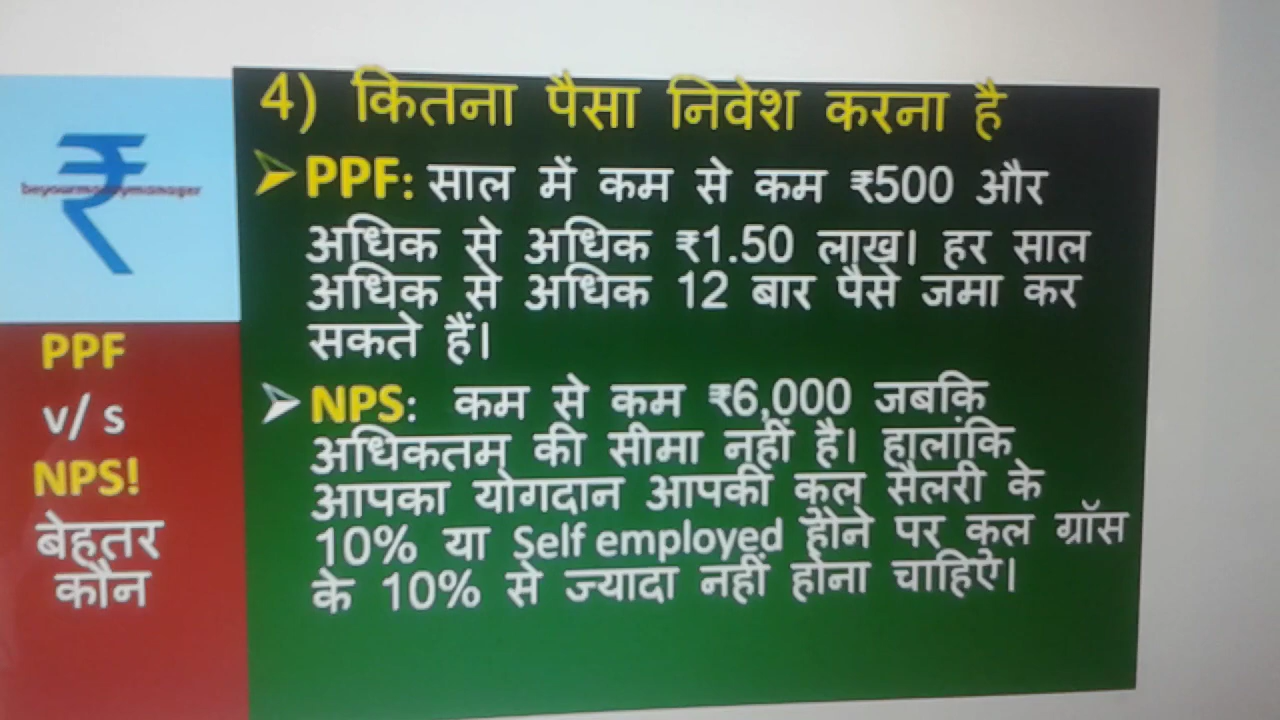 4) कितना पैसा निवेश करना है
PPF: साल में कम से कम ₹500 और
अधिक से अधिक ₹1.50 लाख। हर साल
अधिक से अधिक 12 बार पैसे जमा कर
सकते हैं।
NPS: कम से कम ₹6,000 जबकि
अधिकतम की सीमा नहीं है। हालांकि
आपका योगदान आपकी कुल सैलरी के
10% या Self employed होेने पर कुल ग्रॉस
के 10% से ज्यादा नहीं होना चाहिऐ।
₹
beyourmoneymanager
PPF
v/ s
NPS!
बेहतर
कौन